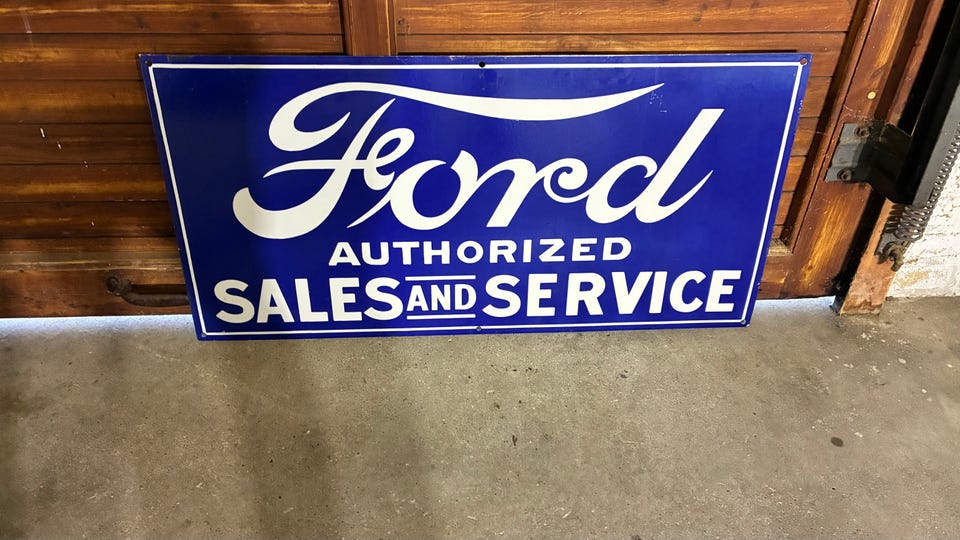 Ford
AUTHORIZED
SALES AND SERVICE